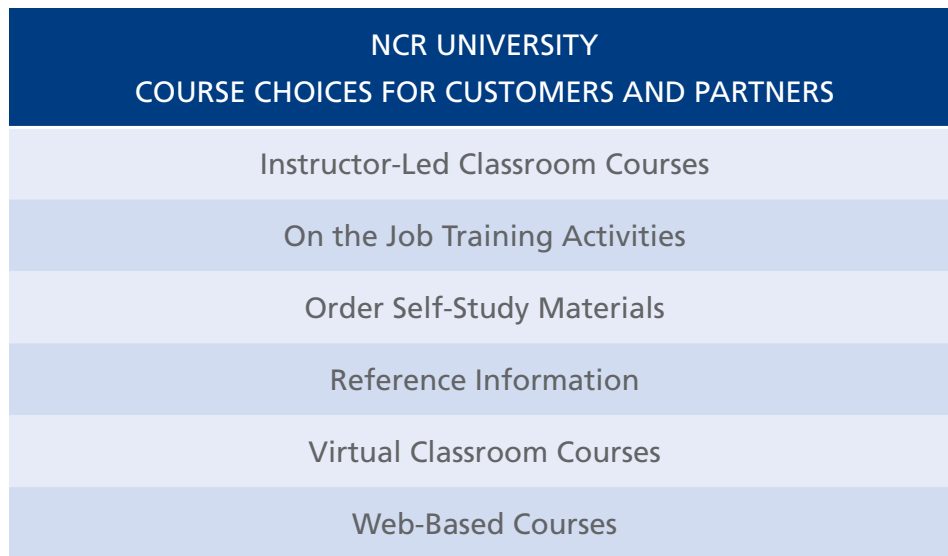 NCR UNIVERSITY
COURSE CHOICES FOR CUSTOMERS AND PARTNERS
Instructor-Led Classroom Courses
On the Job Training Activities
Order Self-Study Materials
Reference Information
Virtual Classroom Courses
Web-Based Courses